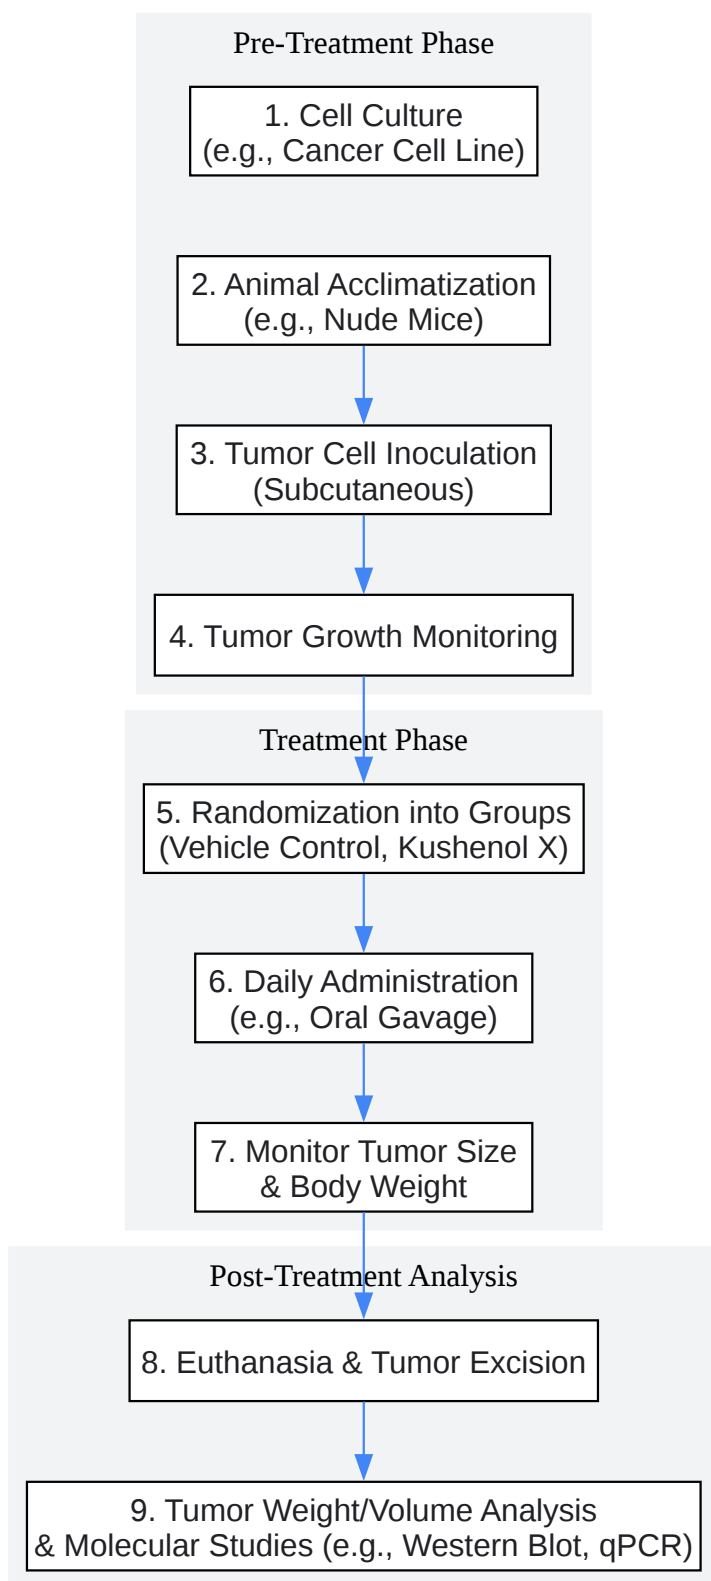 Pre-Treatment Phase
1. Cell Culture
(e.g., Cancer Cell Line)
2. Animal Acclimatization
(e.g., Nude Mice)
3. Tumor Cell Inoculation
(Subcutaneous)
4. Tumor Growth Monitoring
Treatment Phase
5. Randomization into Groups
(Vehicle Control, Kushenol X)
6. Daily Administration
(e.g., Oral Gavage)
7. Monitor Tumor Size
& Body Weight
Post-Treatment Analysis
8. Euthanasia & Tumor Excision
9. Tumor Weight/Volume Analysis
& Molecular Studies (e.g., Western Blot, qPCR)